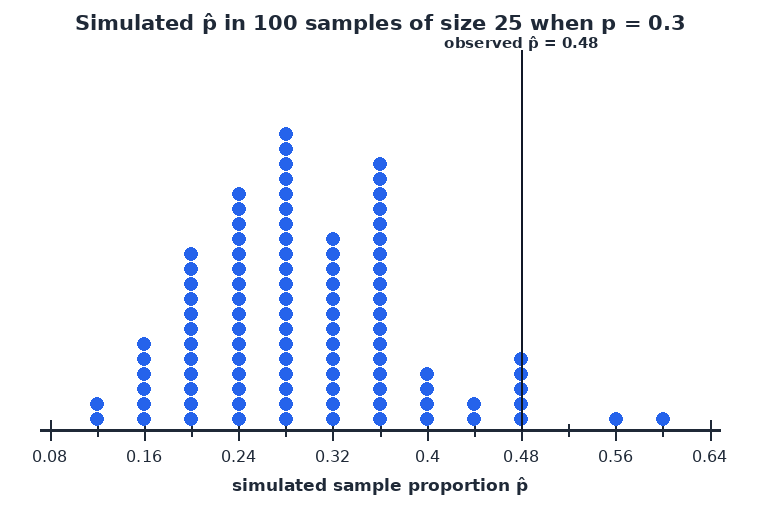 Simulated p̂ in 100 samples of size 25 when p = 0.3
observed p̂ = 0.48
0.08 0.16 0.24 0.32 0.4 0.48 0.56 0.64
simulated sample proportion p̂